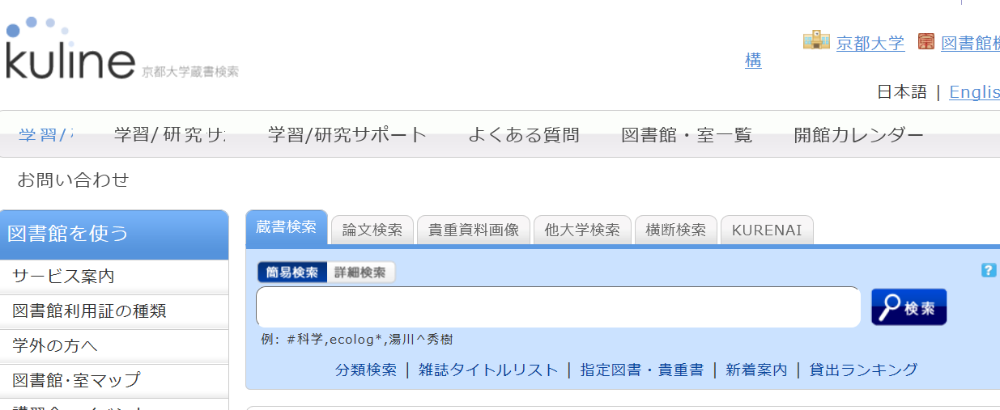 kuline 京都大学蔵書検索
京都大学 図書館機
構
日本語 | Englis
学習/研究サ
学習/研究サポート よくある質問 図書館・室一覧 開館カレンダー
お問い合わせ
図書館を使う
サービス案内
図書館利用証の種類
学外の方へ
図書館・室マップ
蔵書検索 論文検索 貴重資料画像 他大学検索 横断検索 KURENAI
簡易検索 詳細検索 ?
検索
例: #科学,ecolog*,湯川^秀樹
分類検索 | 雑誌タイトルリスト | 指定図書・貴重書 | 新着案内 | 貸出ランキング